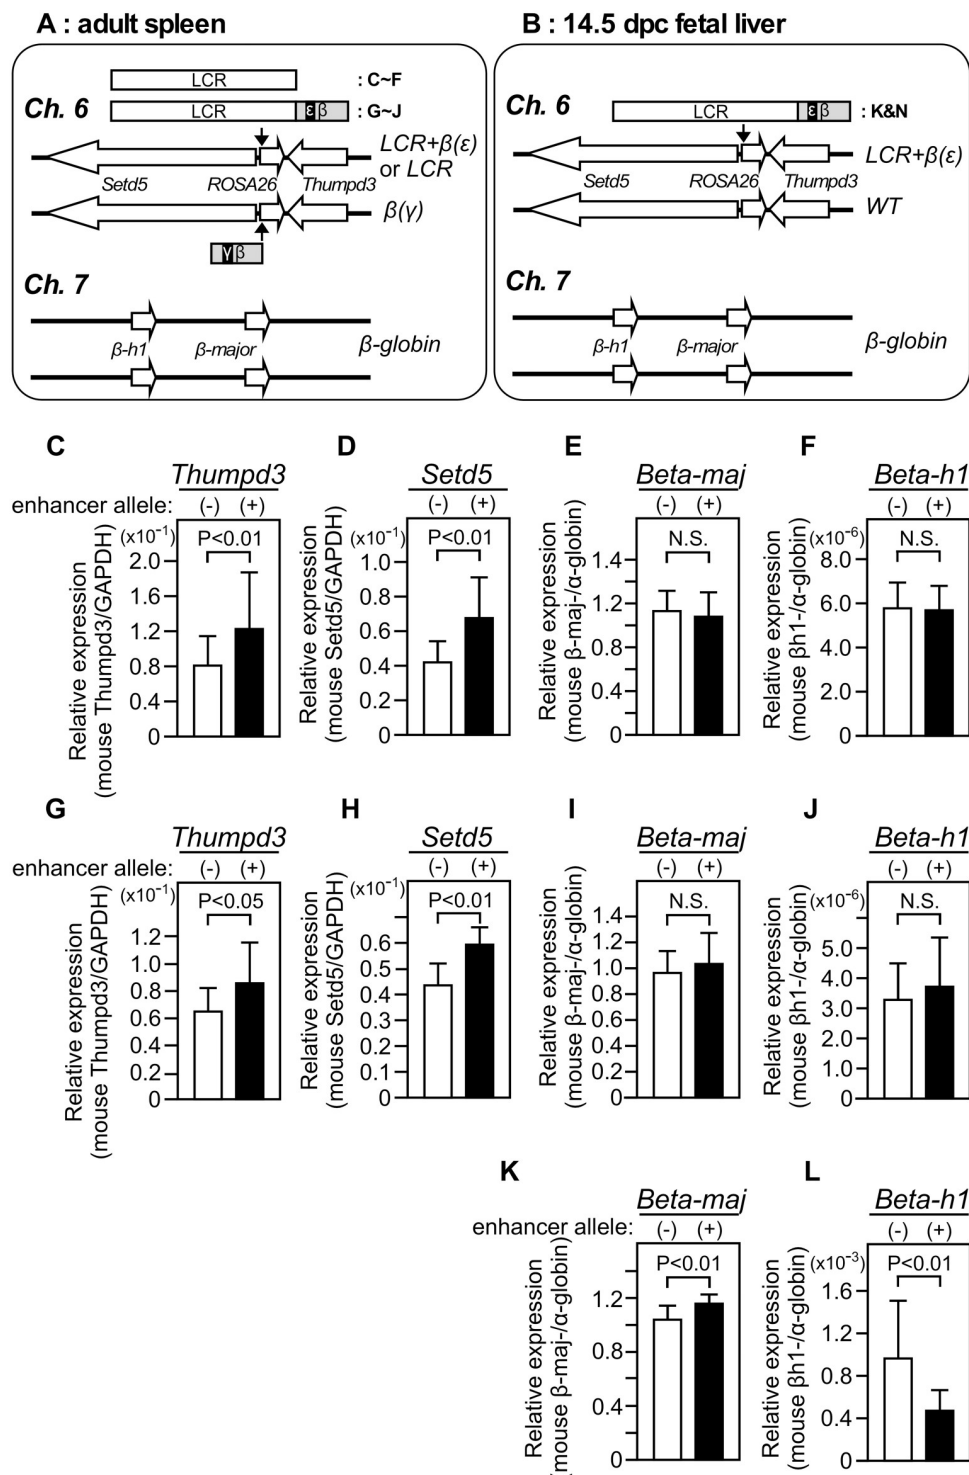 A : adult spleen
LCR
: C~F
Ch. 6
LCR
ε
β
: G~J
LCR+β(ε)
or LCR
Setd5
ROSA26
Thumpd3
β(γ)
γ
β
Ch. 7
β-h1
β-major
β-globin
B : 14.5 dpc fetal liver
Ch. 6
LCR
ε
β
: K&N
LCR+β(ε)
Setd5
ROSA26
Thumpd3
WT
Ch. 7
β-h1
β-major
β-globin
C
Thumpd3
enhancer allele: (-) (+)
(x10⁻¹)
P<0.01
2.0
1.6
1.2
0.8
0.4
0
Relative expression
(mouse Thumpd3/GAPDH)
D
Setd5
(-) (+)
(x10⁻¹)
P<0.01
1.0
0.8
0.6
0.4
0.2
0
Relative expression
(mouse Setd5/GAPDH)
E
Beta-maj
(-) (+)
N.S.
1.4
1.2
0.8
0.4
0
Relative expression
(mouse β-maj-/α-globin)
F
Beta-h1
(-) (+)
(x10⁻⁶)
N.S.
8.0
6.0
4.0
2.0
0
Relative expression
(mouse βh1-/α-globin)
G
Thumpd3
enhancer allele: (-) (+)
(x10⁻¹)
P<0.05
1.2
1.0
0.8
0.6
0.4
0.2
0
Relative expression
(mouse Thumpd3/GAPDH)
H
Setd5
(-) (+)
(x10⁻¹)
P<0.01
0.6
0.5
0.4
0.3
0.2
0.1
0
Relative expression
(mouse Setd5/GAPDH)
I
Beta-maj
(-) (+)
N.S.
1.4
1.2
1.0
0.8
0.6
0.4
0.2
0
Relative expression
(mouse β-maj-/α-globin)
J
Beta-h1
(-) (+)
(x10⁻⁶)
N.S.
5.0
4.0
3.0
2.0
1.0
0
Relative expression
(mouse βh1-/α-globin)
K
Beta-maj
enhancer allele: (-) (+)
P<0.01
1.2
0.8
0.4
0
Relative expression
(mouse β-maj-/α-globin)
L
Beta-h1
(-) (+)
(x10⁻³)
P<0.01
1.6
1.2
0.8
0.4
0
Relative expression
(mouse βh1-/α-globin)